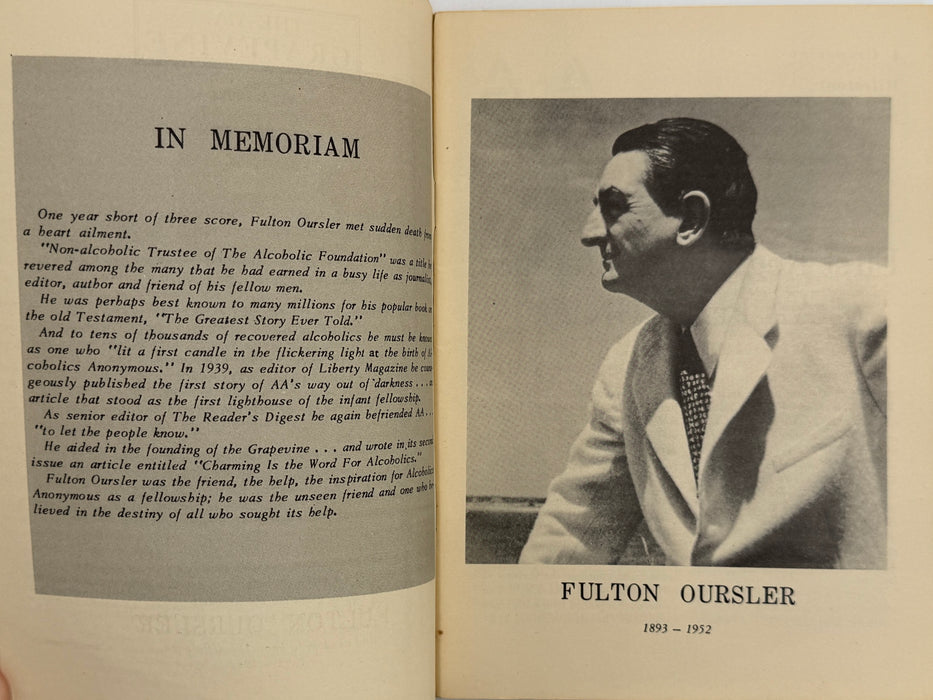 IN MEMORIAM
One year short of three score, Fulton Oursler met sudden death from
a heart ailment.
"Non-alcoholic Trustee of The Alcoholic Foundation" was a title he
revered among the many that he had earned in a busy life as journalist,
editor, author and friend of his fellow men.
He was perhaps best known to many millions for his popular book on
the old Testament, "The Greatest Story Ever Told."
And to tens of thousands of recovered alcoholics he must be known
as one who "lit a first candle in the flickering light at the birth of Al-
coholics Anonymous." In 1939, as editor of Liberty Magazine he cour-
geously published the first story of AA's way out of darkness . . . an
article that stood as the first lighthouse of the infant fellowship.
As senior editor of The Reader's Digest he again befriended AA . . .
"to let the people know."
He aided in the founding of the Grapevine . . . and wrote in its second
issue an article entitled "Charming Is the Word For Alcoholics."
Fulton Oursler was the friend, the help, the inspiration for Alcoholics
Anonymous as a fellowship; he was the unseen friend and one who be-
lieved in the destiny of all who sought its help.
FULTON OURSLER
1893 – 1952